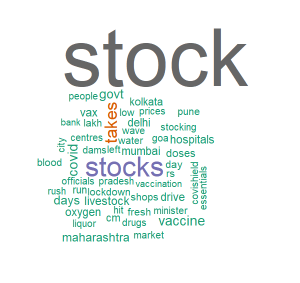 stock
people govt
kolkata
takes
vax low prices pune
bank lakh delhi stocking
wave
city centres water goa hospitals
covid dams left mumbai doses
blood stocks day
rs
officials pradesh vaccination covishield
rush run lockdown essentials
days livestock shops drive
oxygen hit fresh minister
cm drugs vaccine
liquor
maharashtra market